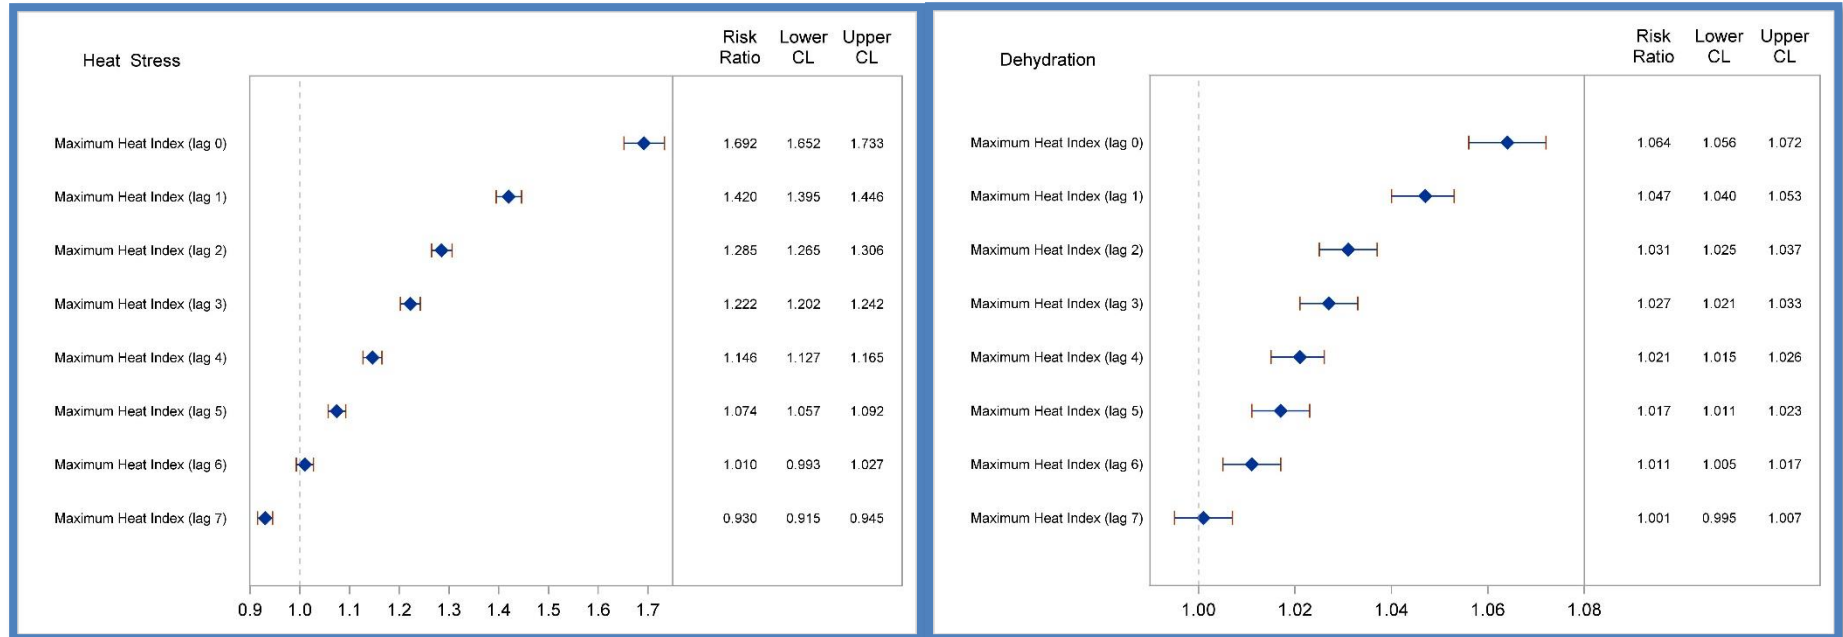 Heat Stress
Risk Ratio Lower CL Upper CL
Maximum Heat Index (lag 0) 1.692 1.652 1.733
Maximum Heat Index (lag 1) 1.420 1.395 1.446
Maximum Heat Index (lag 2) 1.285 1.265 1.306
Maximum Heat Index (lag 3) 1.222 1.202 1.242
Maximum Heat Index (lag 4) 1.146 1.127 1.165
Maximum Heat Index (lag 5) 1.074 1.057 1.092
Maximum Heat Index (lag 6) 1.010 0.993 1.027
Maximum Heat Index (lag 7) 0.930 0.915 0.945
0.9 1.0 1.1 1.2 1.3 1.4 1.5 1.6 1.7
Dehydration
Risk Ratio Lower CL Upper CL
Maximum Heat Index (lag 0) 1.064 1.056 1.072
Maximum Heat Index (lag 1) 1.047 1.040 1.053
Maximum Heat Index (lag 2) 1.031 1.025 1.037
Maximum Heat Index (lag 3) 1.027 1.021 1.033
Maximum Heat Index (lag 4) 1.021 1.015 1.026
Maximum Heat Index (lag 5) 1.017 1.011 1.023
Maximum Heat Index (lag 6) 1.011 1.005 1.017
Maximum Heat Index (lag 7) 1.001 0.995 1.007
1.00 1.02 1.04 1.06 1.08